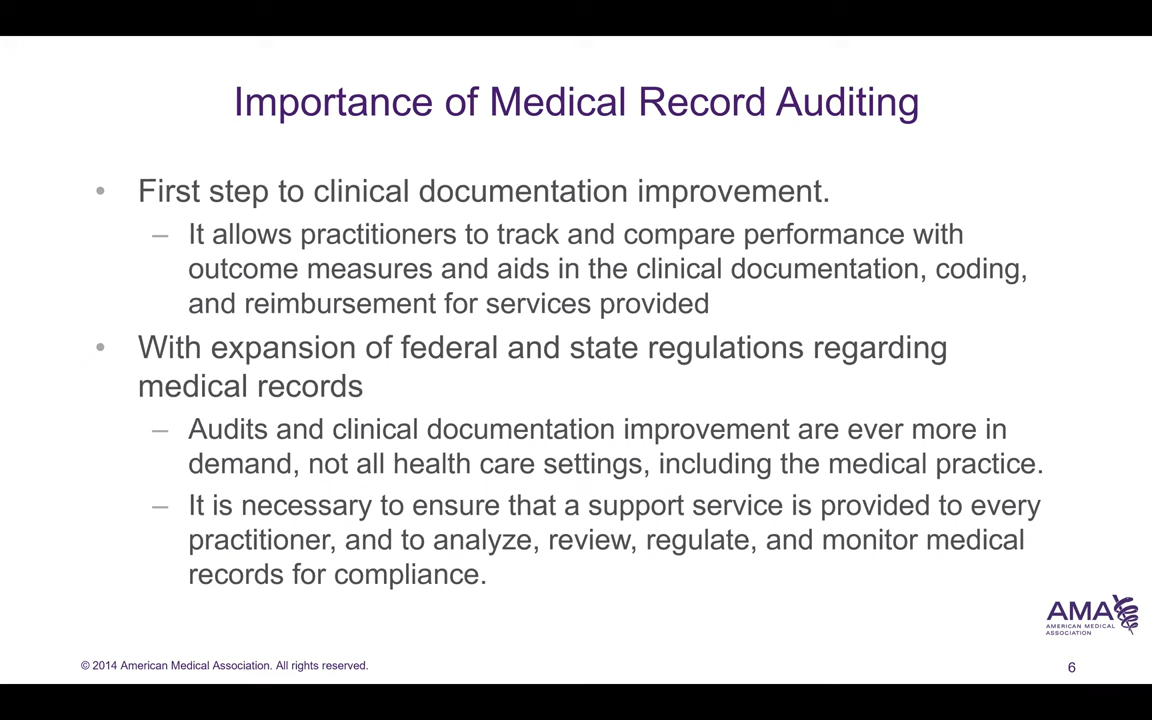 Importance of Medical Record Auditing
• First step to clinical documentation improvement.
– It allows practitioners to track and compare performance with
outcome measures and aids in the clinical documentation, coding,
and reimbursement for services provided
• With expansion of federal and state regulations regarding
medical records
– Audits and clinical documentation improvement are ever more in
demand, not all health care settings, including the medical practice.
– It is necessary to ensure that a support service is provided to every
practitioner, and to analyze, review, regulate, and monitor medical
records for compliance.
AMA
AMERICAN MEDICAL
ASSOCIATION
© 2014 American Medical Association. All rights reserved.
6